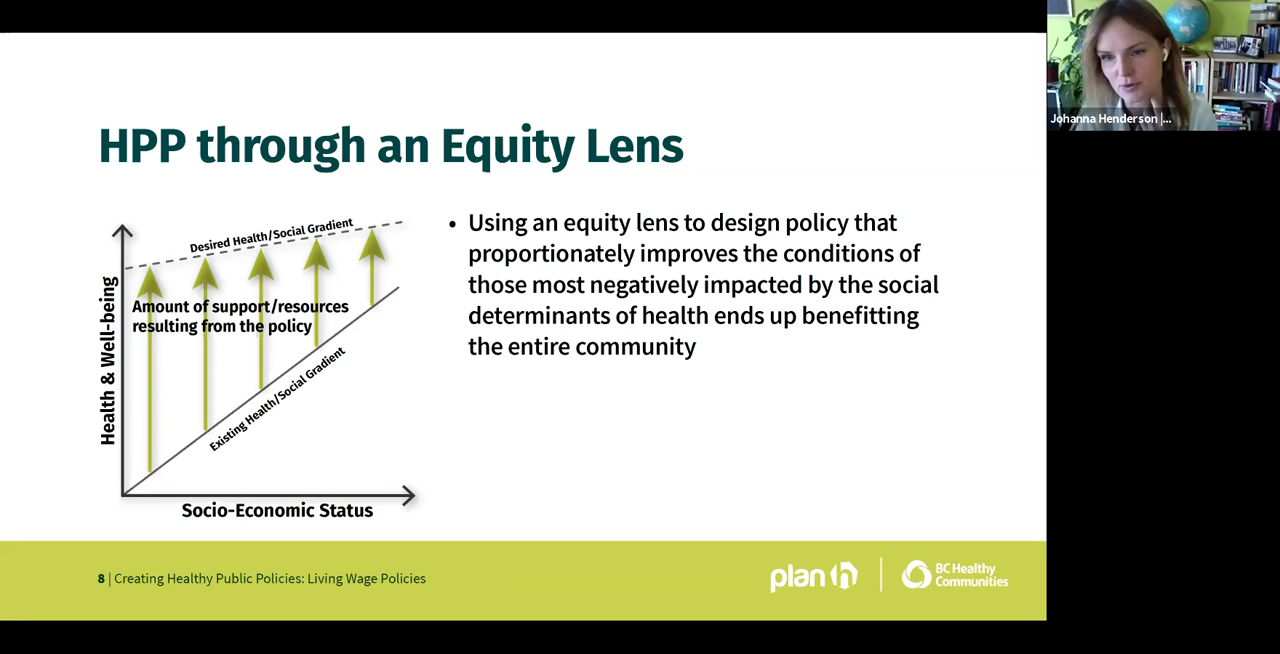 Johanna Henderson |...
HPP through an Equity Lens
Desired Health/Social Gradient
Amount of support/resources
resulting from the policy
Existing Health/Social Gradient
Health & Well-being
Socio-Economic Status
• Using an equity lens to design policy that
proportionately improves the conditions of
those most negatively impacted by the social
determinants of health ends up benefitting
the entire community
8 | Creating Healthy Public Policies: Living Wage Policies
plan h
BC Healthy
Communities